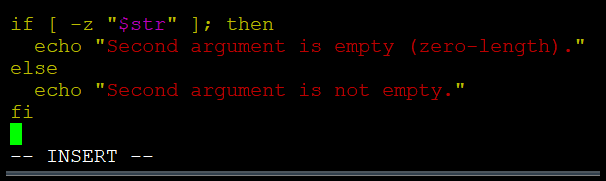 if [ -z "$str" ]; then
  echo "Second argument is empty (zero-length)."
else
  echo "Second argument is not empty."
fi
-- INSERT --